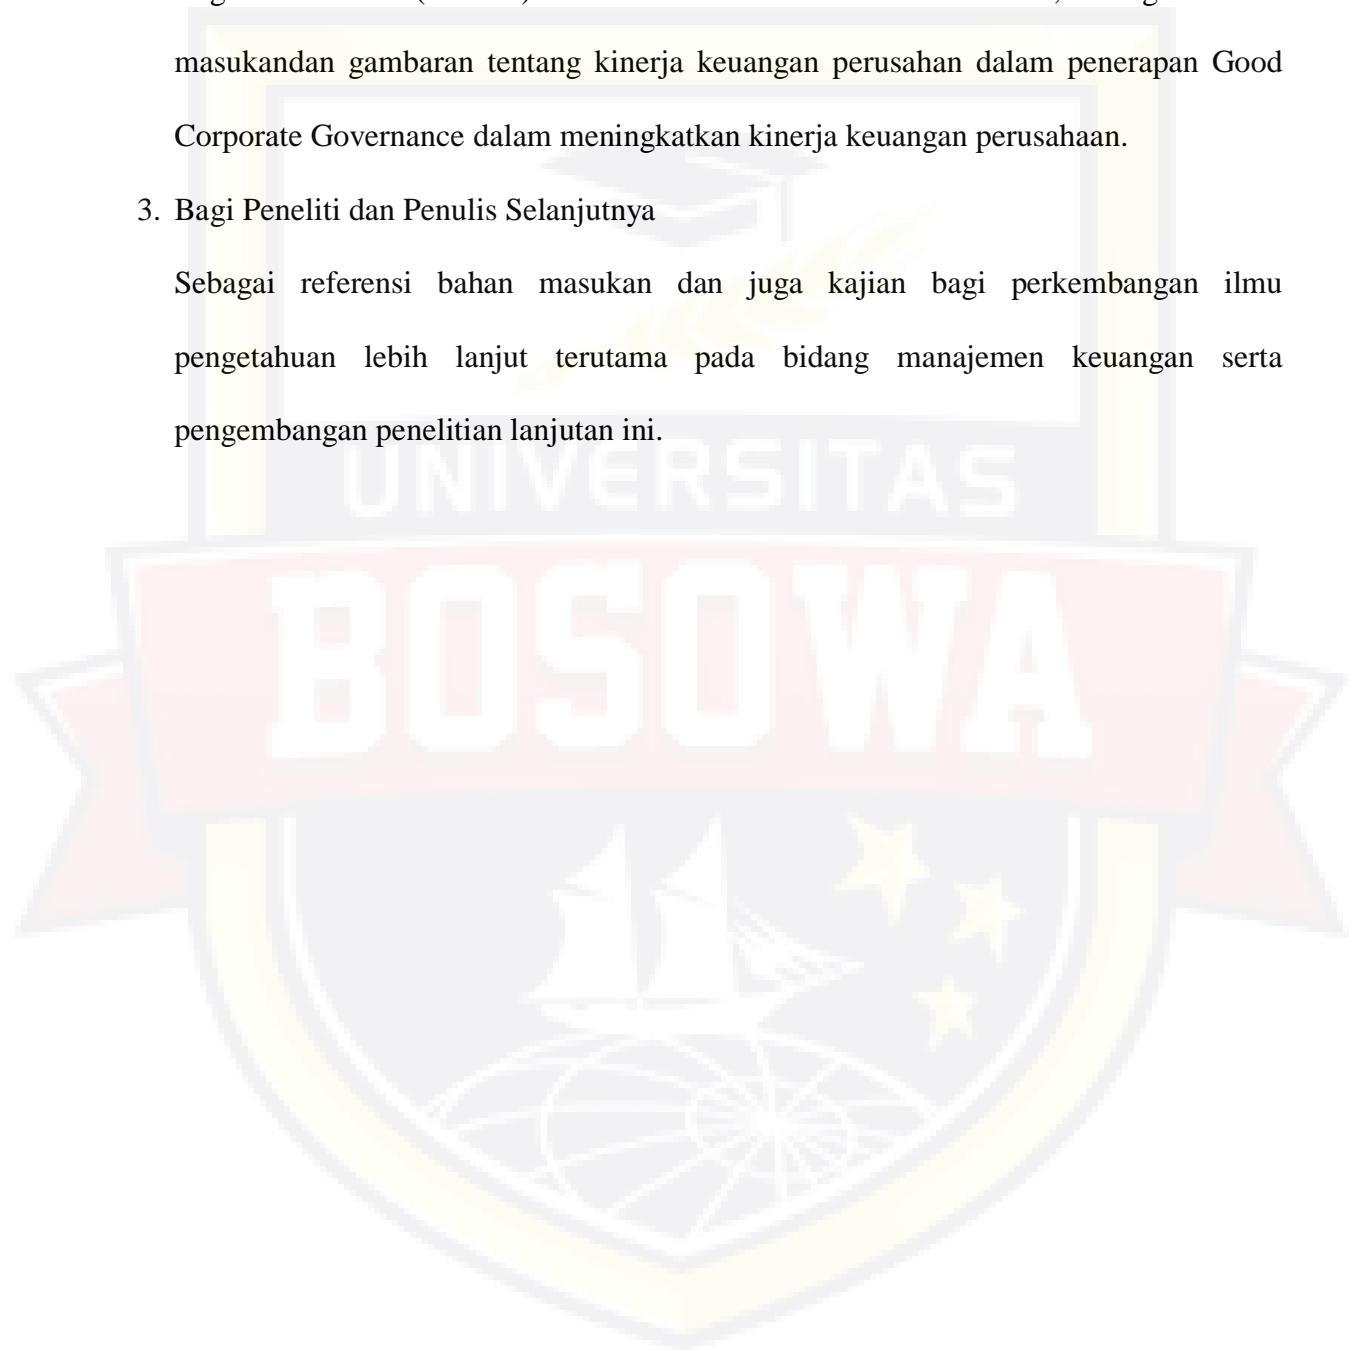 masukandan gambaran tentang kinerja keuangan perusahan dalam penerapan Good
Corporate Governance dalam meningkatkan kinerja keuangan perusahaan.
3. Bagi Peneliti dan Penulis Selanjutnya
Sebagai referensi bahan masukan dan juga kajian bagi perkembangan ilmu
pengetahuan lebih lanjut terutama pada bidang manajemen keuangan serta
pengembangan penelitian lanjutan ini.
UNIVERSITAS
BOSOWA